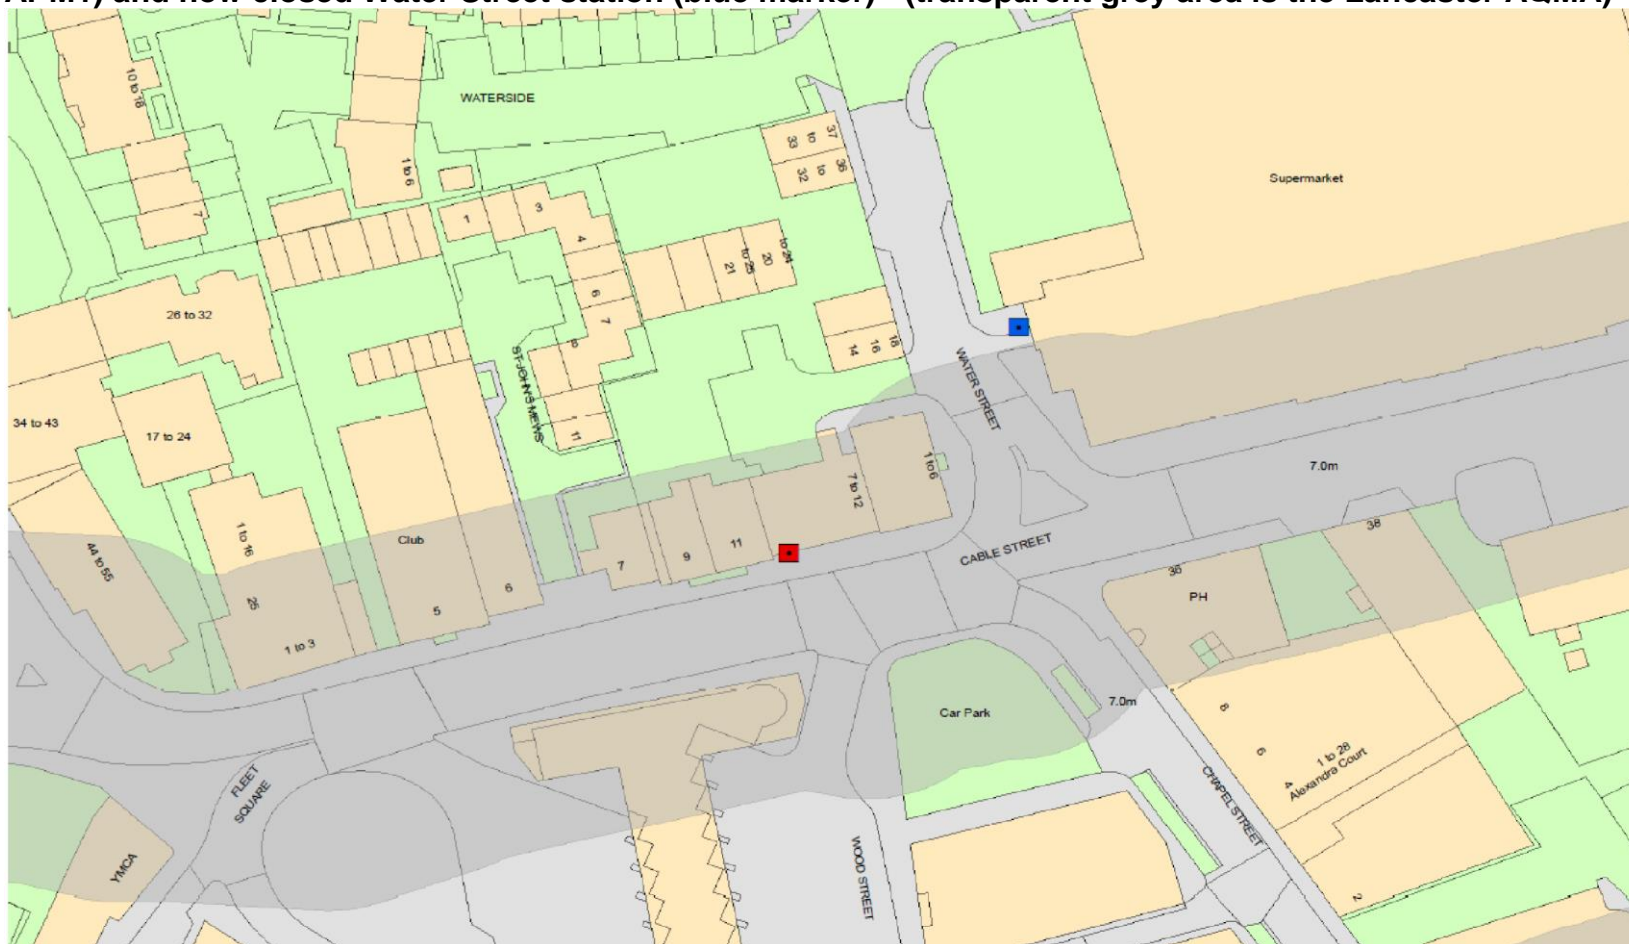 APM1) and now closed Water Street station (blue marker) - (transparent grey area is the Lancaster AQMA)
10 to 18
WATERSIDE
1 to 6
33 to 37
32 to 36
Supermarket
7
1
3
4
6
7
8
11
21 to 25
20 to 24
14 16 18
26 to 32
ST JOHN'S MEWS
WATER STREET
34 to 43
17 to 24
1 to 16
44 to 55
Club
26
1 to 3
5
6
7
9
11
7 to 12
1 to 6
7.0m
CABLE STREET
36
38
PH
Car Park
7.0m
8
6
4
1 to 28
Alexandra Court
2
FLEET
SQUARE
YMCA
WOOD STREET
CHAPEL STREET